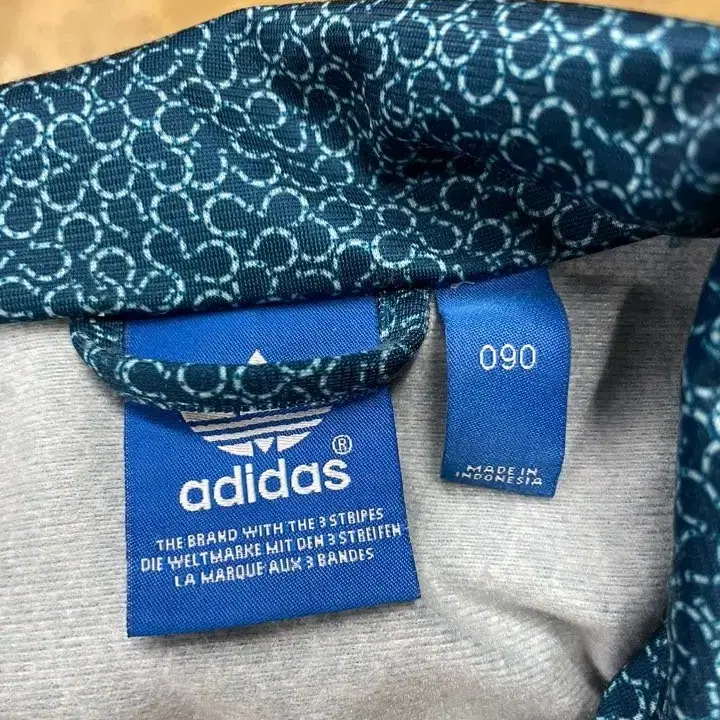 adidas®
THE BRAND WITH THE 3 STRIPES
DIE WELTMARKE MIT DEN 3 STREIFEN
LA MARQUE AUX 3 BANDES
090
MADE IN
INDONESIA